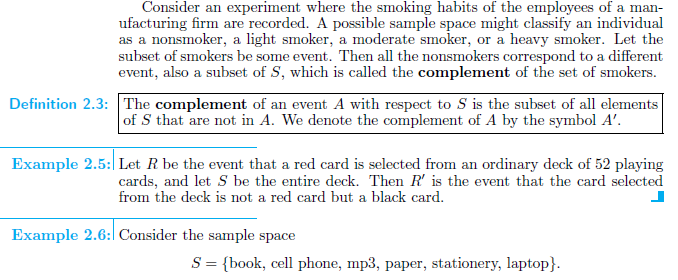 Consider an experiment where the smoking habits of the employees of a man-
ufacturing firm are recorded. A possible sample space might classify an individual
as a nonsmoker, a light smoker, a moderate smoker, or a heavy smoker. Let the
subset of smokers be some event. Then all the nonsmokers correspond to a different
event, also a subset of S, which is called the complement of the set of smokers.
Definition 2.3: The complement of an event A with respect to S is the subset of all elements
of S that are not in A. We denote the complement of A by the symbol A′.
Example 2.5: Let R be the event that a red card is selected from an ordinary deck of 52 playing
cards, and let S be the entire deck. Then R′ is the event that the card selected
from the deck is not a red card but a black card.
Example 2.6: Consider the sample space
S = {book, cell phone, mp3, paper, stationery, laptop}.